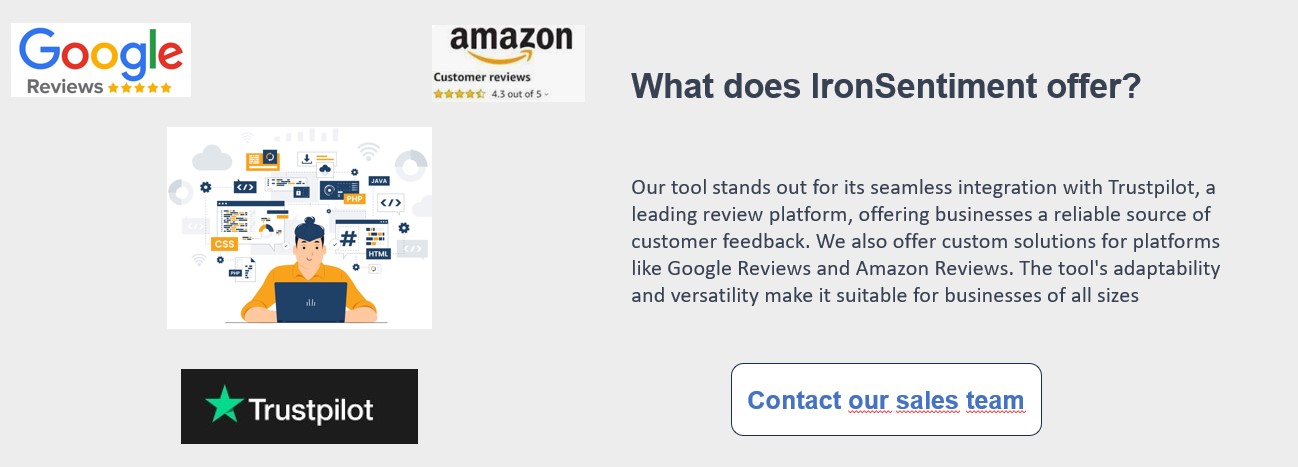 Google
Reviews
amazon
Customer reviews
4.3 out of 5
What does IronSentiment offer?
Our tool stands out for its seamless integration with Trustpilot, a
leading review platform, offering businesses a reliable source of
customer feedback. We also offer custom solutions for platforms
like Google Reviews and Amazon Reviews. The tool's adaptability
and versatility make it suitable for businesses of all sizes
JAVA
</>
PHP
</>
</>
CSS
#
HTML
</>
PHP
Trustpilot
Contact our sales team